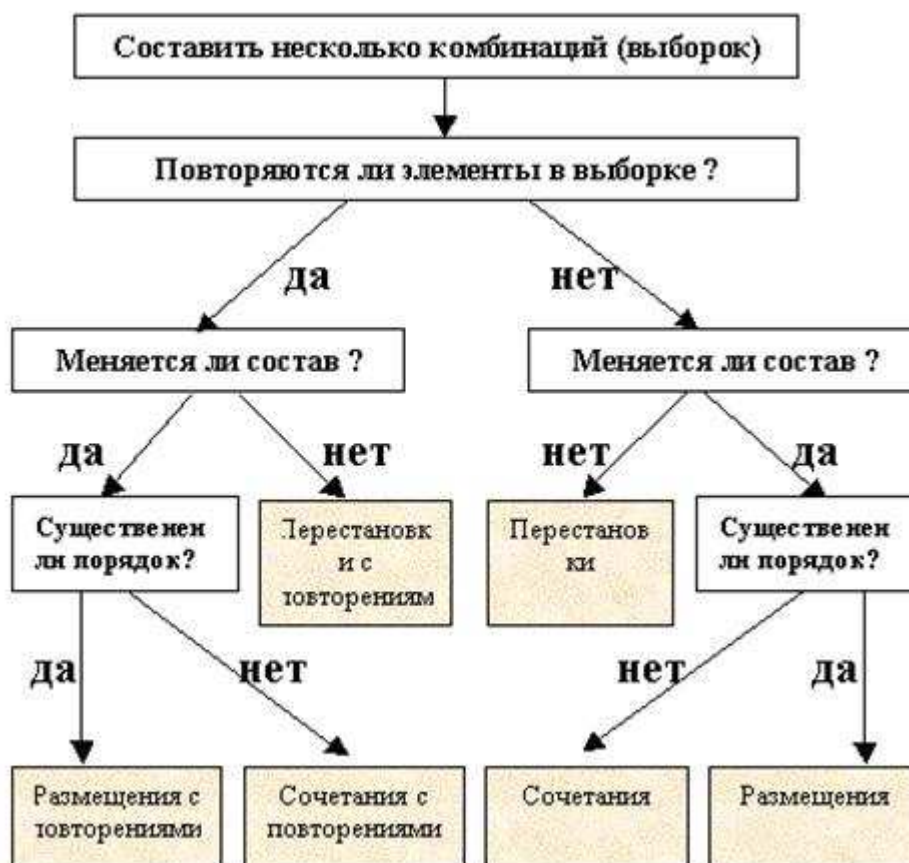 Составить несколько комбинаций (выборок)
Повторяются ли элементы в выборке ?
да
нет
Меняется ли состав ?
Меняется ли состав ?
да
нет
нет
да
Существенен
ли порядок?
Перестановк
и с
повторениям
Перестанов
ки
Существенен
ли порядок?
да
нет
нет
да
Размещения с
повторениями
Сочетания с
повторениями
Сочетания
Размещения